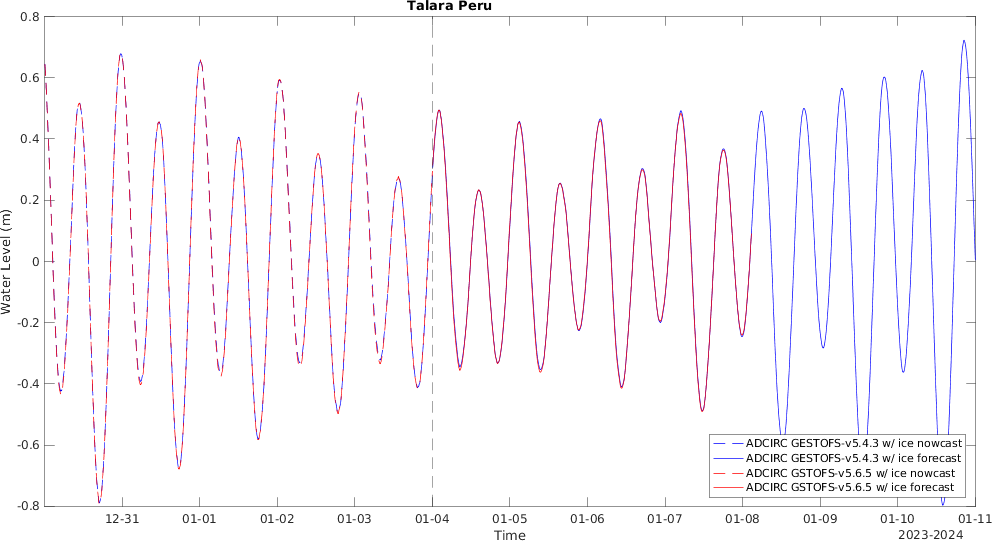 Talara Peru
0.8
0.6
0.4
0.2
0
-0.2
-0.4
-0.6
-0.8
Water Level (m)
ADCIRC GESTOFS-v5.4.3 w/ ice nowcast
ADCIRC GESTOFS-v5.4.3 w/ ice forecast
ADCIRC GSTOFS-v5.6.5 w/ ice nowcast
ADCIRC GSTOFS-v5.6.5 w/ ice forecast
12-31 01-01 01-02 01-03 01-04 01-05 01-06 01-07 01-08 01-09 01-10 01-11
Time
2023-2024